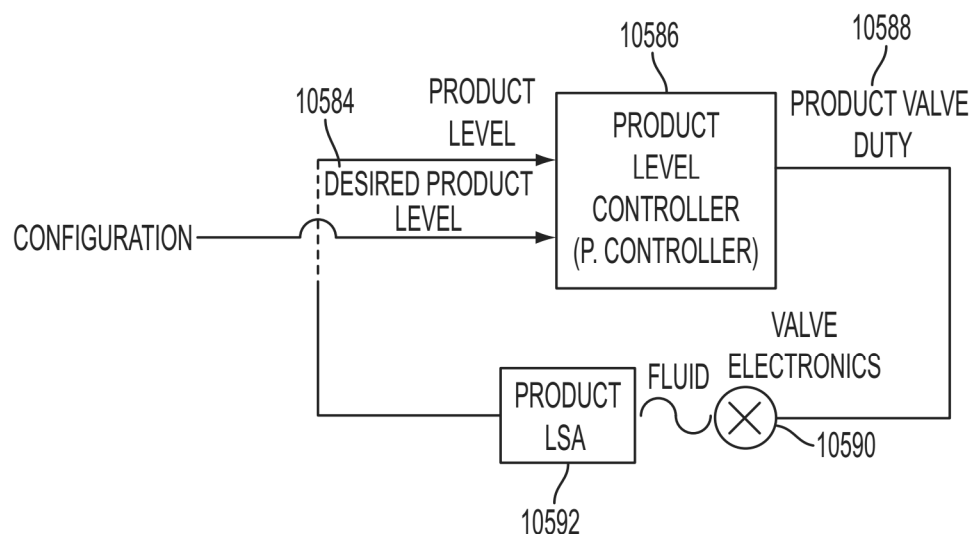 10586
10588
10584
PRODUCT
LEVEL
PRODUCT
LEVEL
CONTROLLER
(P. CONTROLLER)
PRODUCT VALVE
DUTY
DESIRED PRODUCT
LEVEL
CONFIGURATION
VALVE
ELECTRONICS
FLUID
PRODUCT
LSA
10590
10592